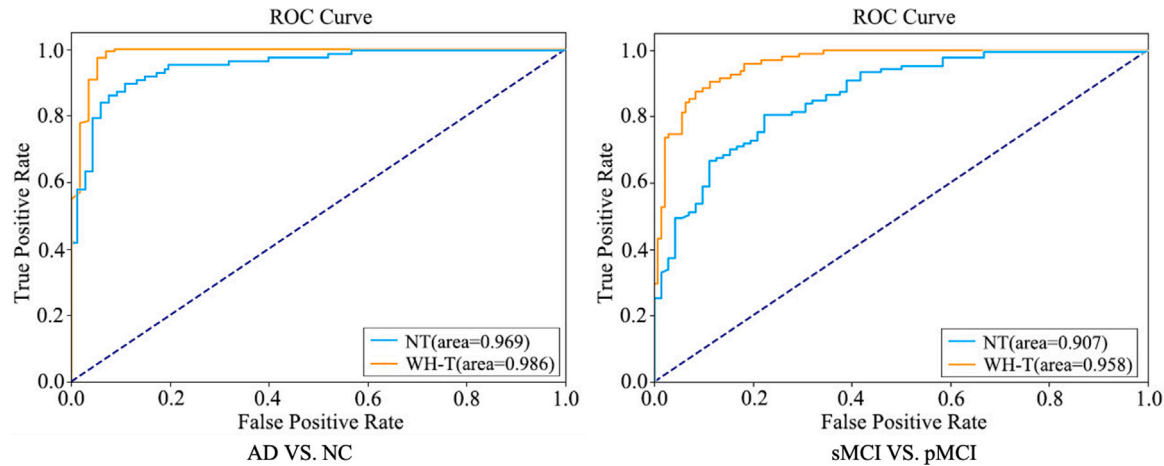 ROC Curve
1.0
0.8
0.6
0.4
0.2
0.0
True Positive Rate
NT(area=0.969)
WH-T(area=0.986)
0.0 0.2 0.4 0.6 0.8 1.0
False Positive Rate
AD VS. NC
ROC Curve
1.0
0.8
0.6
0.4
0.2
0.0
True Positive Rate
NT(area=0.907)
WH-T(area=0.958)
0.0 0.2 0.4 0.6 0.8 1.0
False Positive Rate
sMCI VS. pMCI